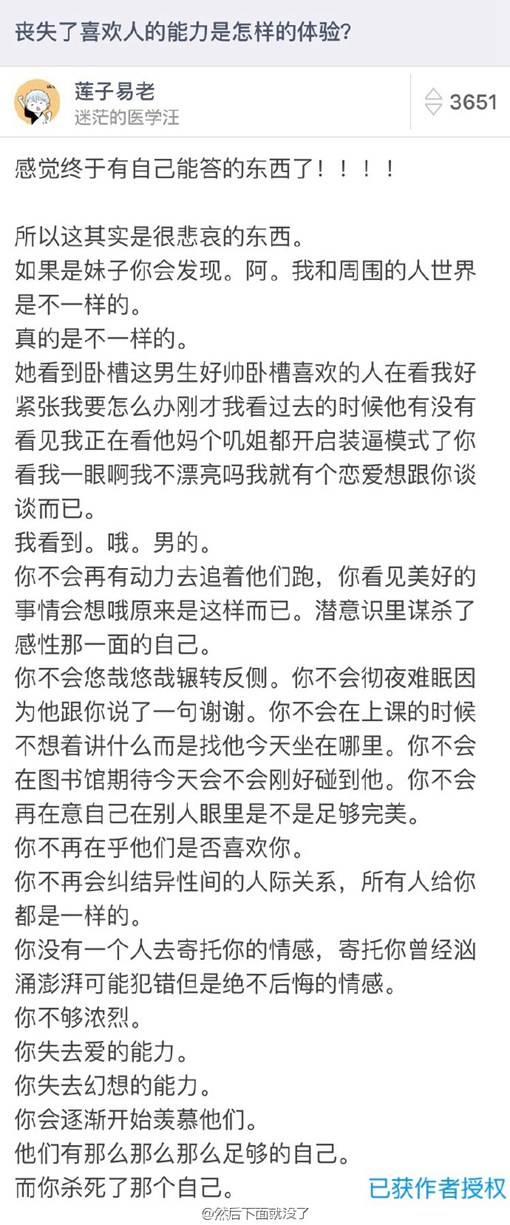 丧失了喜欢人的能力是怎样的体验?
莲子易老
迷茫的医学汪
3651
感觉终于有自己能答的东西了！！！！
所以这其实是很悲哀的东西。
如果是妹子你会发现。阿。我和周围的人世界
是不一样的。
真的是不一样的。
她看到卧槽这男生好帅卧槽喜欢的人在看我好
紧张我要怎么办刚才我看过去的时候他有没有
看见我正在看他妈个叽姐都开启装逼模式了你
看我一眼啊我不漂亮吗我就有个恋爱想跟你谈
谈而已。
我看到。哦。男的。
你不会再有动力去追着他们跑，你看见美好的
事情会想哦原来是这样而已。潜意识里谋杀了
感性那一面的自己。
你不会悠哉悠哉辗转反侧。你不会彻夜难眠因
为他跟你说了一句谢谢。你不会在上课的时候
不想着讲什么而是找他今天坐在哪里。你不会
在图书馆期待今天会不会刚好碰到他。你不会
再在意自己在别人眼里是不是足够完美。
你不再在乎他们是否喜欢你。
你不再会纠结异性间的人际关系，所有人给你
都是一样的。
你没有一个人去寄托你的情感，寄托你曾经汹
涌澎湃可能犯错但是绝不后悔的情感。
你不够浓烈。
你失去爱的能力。
你失去幻想的能力。
你会逐渐开始羡慕他们。
他们有那么那么那么足够的自己。
而你杀死了那个自己。
已获作者授权
@然后下面就没了